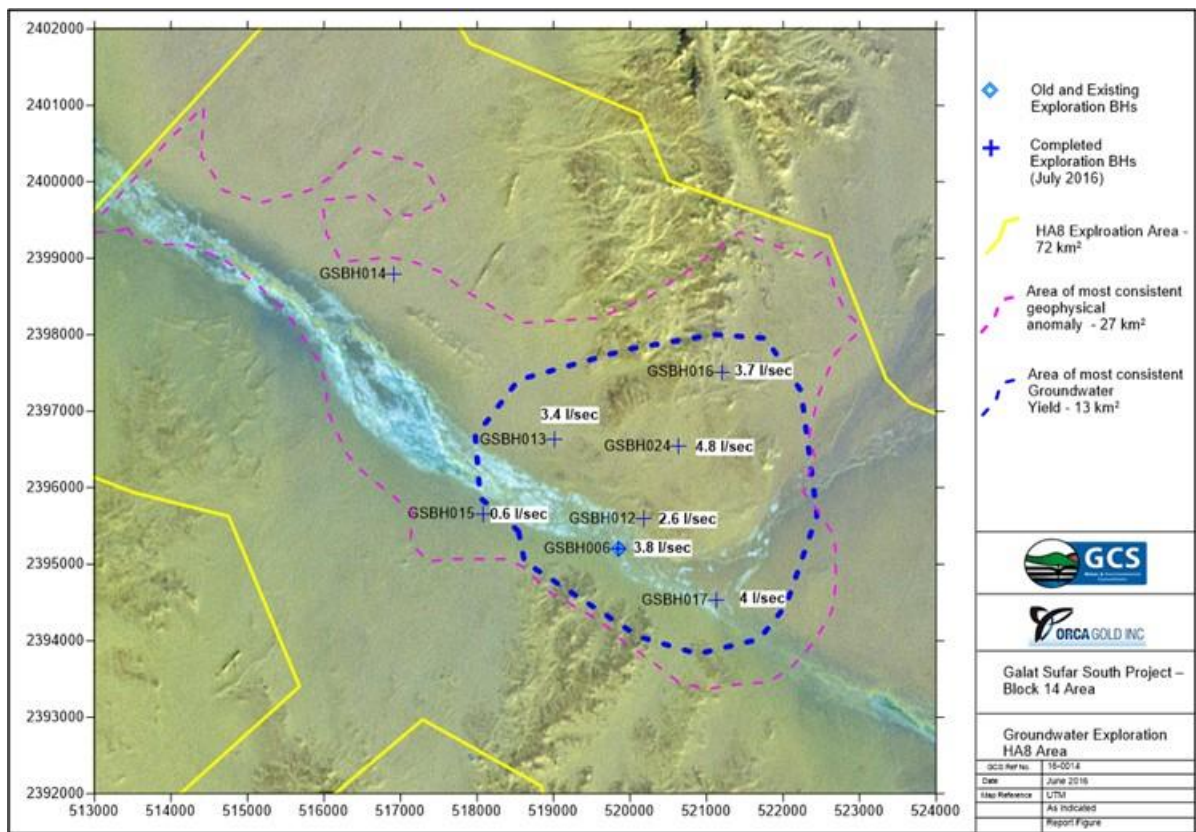 2402000
2401000
2400000
2399000
2398000
2397000
2396000
2395000
2394000
2393000
2392000
513000
514000
515000
516000
517000
518000
519000
520000
521000
522000
523000
524000
GSBH014
GSBH016 3.7 l/sec
3.4 l/sec
GSBH013
GSBH024 4.8 l/sec
GSBH015 0.6 l/sec
GSBH012 2.6 l/sec
GSBH006 3.8 l/sec
GSBH017 4 l/sec
Old and Existing
Exploration BHs
Completed
Exploration BHs
(July 2016)
HA8 Exploration Area -
72 km²
Area of most consistent
geophysical
anomaly - 27 km²
Area of most consistent
Groundwater
Yield - 13 km²
GCS
ORCA GOLD INC
Galat Sufar South Project –
Block 14 Area
Groundwater Exploration
HA8 Area
GCS Ref No. 16-0014
Date June 2016
Map Reference UTM
As Indicated
Report Figure